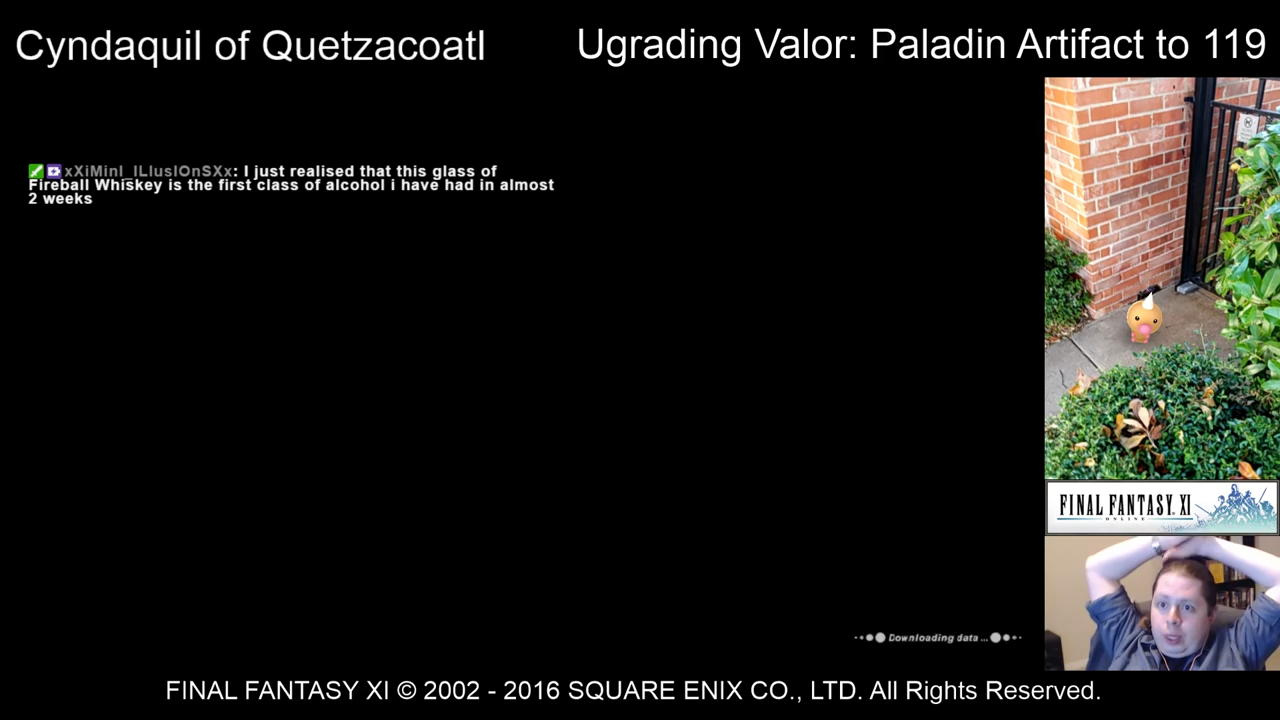 Cyndaquil of Quetzacoatl
Ugrading Valor: Paladin Artifact to 119
xXiMinI_ILlusIOnSXx: I just realised that this glass of
Fireball Whiskey is the first class of alcohol i have had in almost
2 weeks
FINAL FANTASY XI
ONLINE
Downloading data ...
FINAL FANTASY XI © 2002 - 2016 SQUARE ENIX CO., LTD. All Rights Reserved.